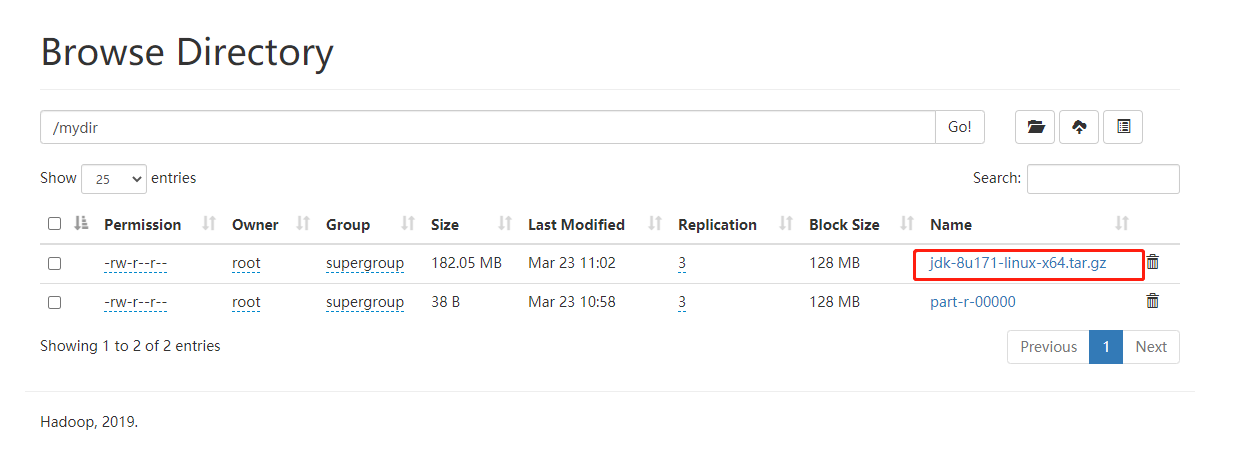 Browse Directory
/mydir Go!
Show 25 entries Search:
Permission Owner Group Size Last Modified Replication Block Size Name
-rw-r--r-- root supergroup 182.05 MB Mar 23 11:02 3 128 MB jdk-8u171-linux-x64.tar.gz
-rw-r--r-- root supergroup 38 B Mar 23 10:58 3 128 MB part-r-00000
Showing 1 to 2 of 2 entries Previous 1 Next
Hadoop, 2019.